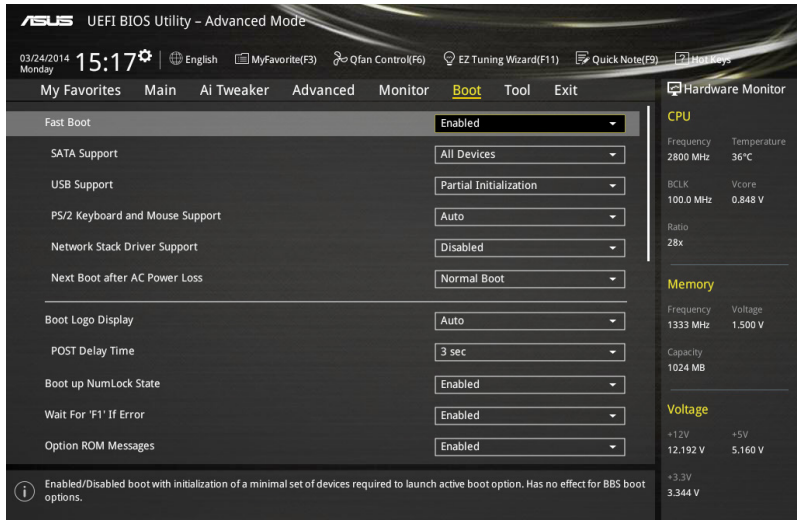 ASUS UEFI BIOS Utility – Advanced Mode
03/24/2014 Monday 15:17 English MyFavorite(F3) Qfan Control(F6) EZ Tuning Wizard(F11) Quick Note(F9) ? Hot Keys
My Favorites Main Ai Tweaker Advanced Monitor Boot Tool Exit
Fast Boot Enabled
SATA Support All Devices
USB Support Partial Initialization
PS/2 Keyboard and Mouse Support Auto
Network Stack Driver Support Disabled
Next Boot after AC Power Loss Normal Boot
Boot Logo Display Auto
POST Delay Time 3 sec
Boot up NumLock State Enabled
Wait For 'F1' If Error Enabled
Option ROM Messages Enabled
i Enabled/Disabled boot with initialization of a minimal set of devices required to launch active boot option. Has no effect for BBS boot
options.
Hardware Monitor
CPU
Frequency Temperature
2800 MHz 36°C
BCLK Vcore
100.0 MHz 0.848 V
Ratio
28x
Memory
Frequency Voltage
1333 MHz 1.500 V
Capacity
1024 MB
Voltage
+12V +5V
12.192 V 5.160 V
+3.3V
3.344 V